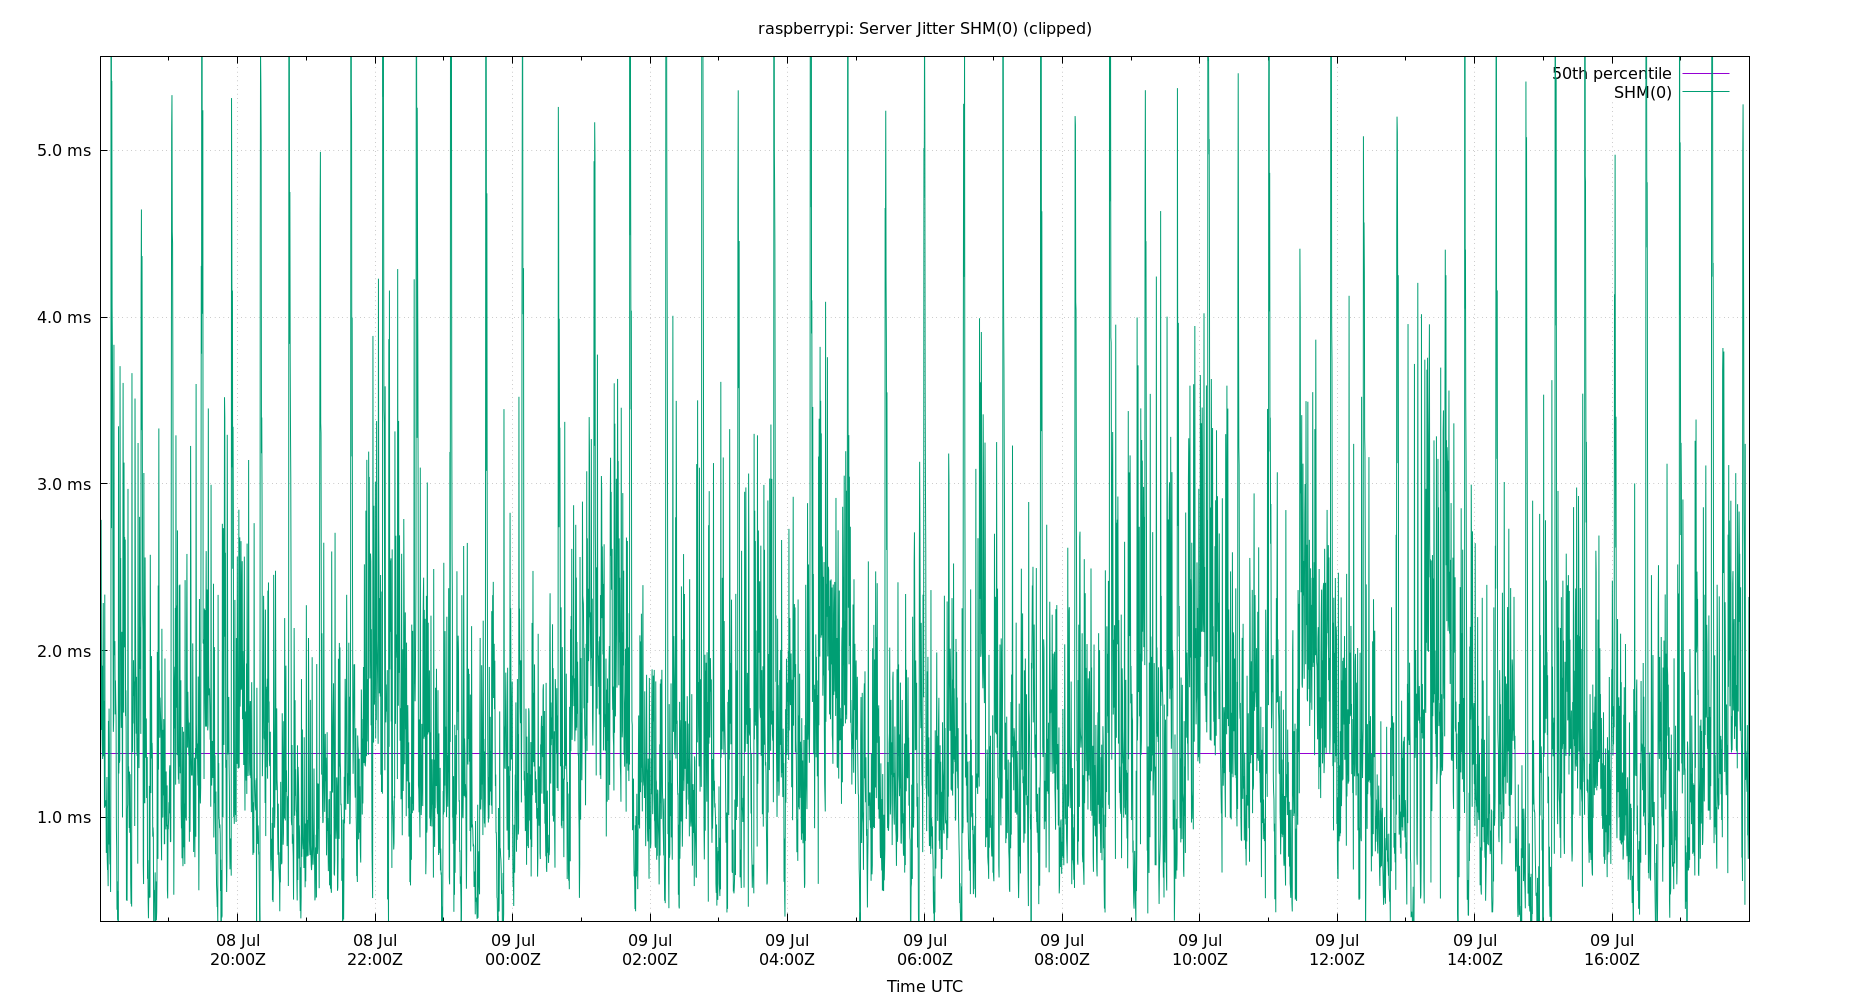 raspberrypi: Server Jitter SHM(0) (clipped)
50th percentile
SHM(0)
5.0 ms
4.0 ms
3.0 ms
2.0 ms
1.0 ms
08 Jul 08 Jul 09 Jul 09 Jul 09 Jul 09 Jul 09 Jul 09 Jul 09 Jul 09 Jul 09 Jul
20:00Z 22:00Z 00:00Z 02:00Z 04:00Z 06:00Z 08:00Z 10:00Z 12:00Z 14:00Z 16:00Z
Time UTC